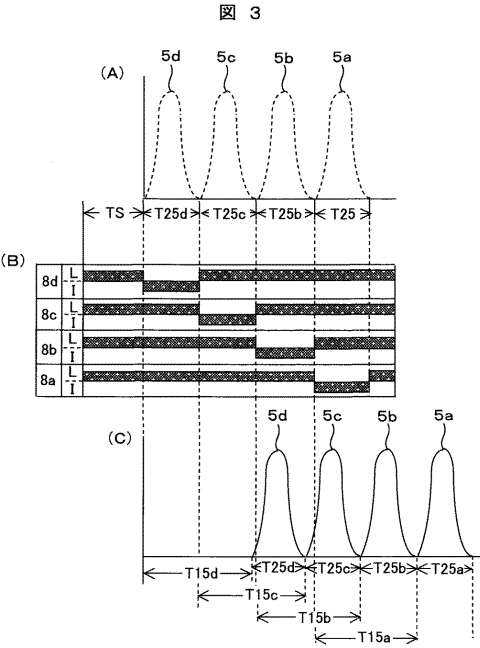 図 3
(A)
5d 5c 5b 5a
TS T25d T25c T25b T25
(B)
8d L
I
8c L
I
8b L
I
8a L
I
(C)
5d 5c 5b 5a
T25d T25c T25b T25a
T15d
T15c
T15b
T15a